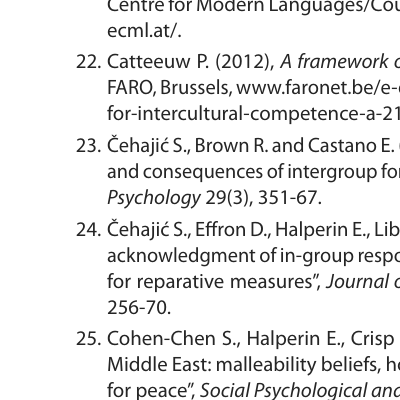 Centre for Modern Languages/Cou
ecml.at/.
22. Catteeuw P. (2012), A framework
FARO, Brussels, www.faronet.be/e-
for-intercultural-competence-a-21
23. Čehajić S., Brown R. and Castano E.
and consequences of intergroup for
Psychology 29(3), 351-67.
24. Čehajić S., Effron D., Halperin E., Lib
acknowledgment of in-group respo
for reparative measures”, Journal
256-70.
25. Cohen-Chen S., Halperin E., Crisp
Middle East: malleability beliefs, h
for peace”, Social Psychological and